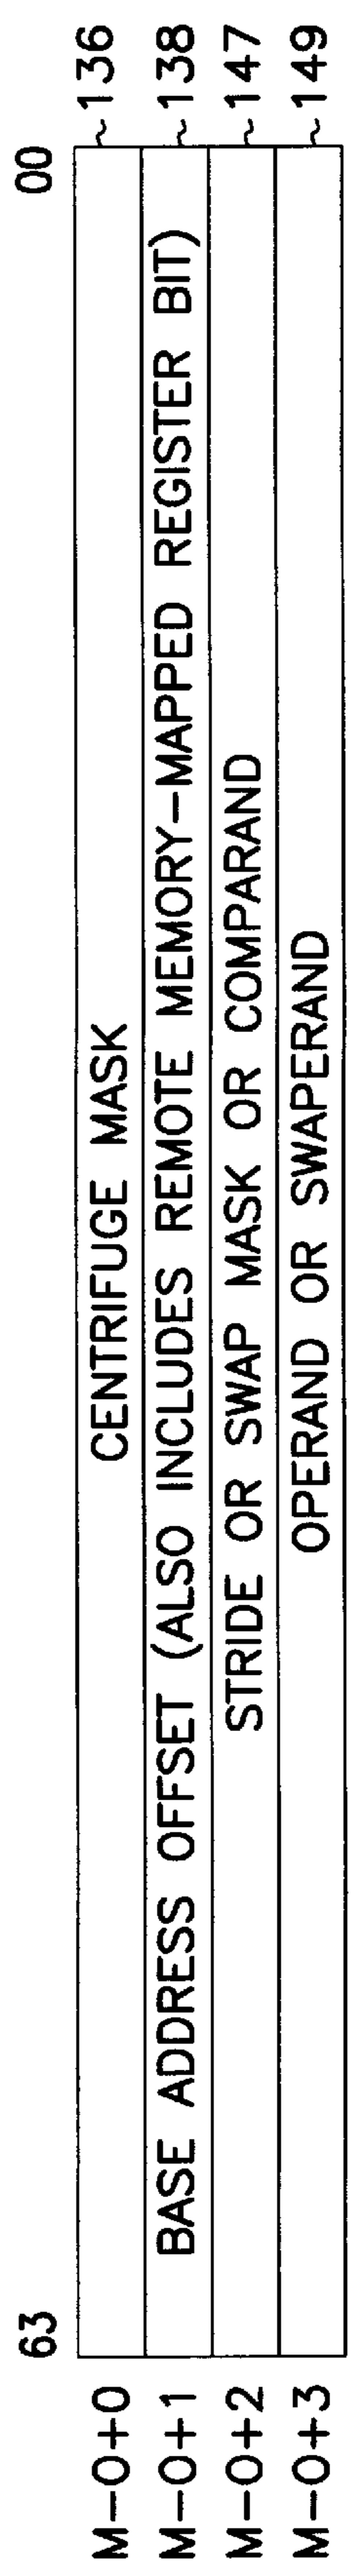 63 00
M-0+0 CENTRIFUGE MASK 136
M-0+1 BASE ADDRESS OFFSET (ALSO INCLUDES REMOTE MEMORY-MAPPED REGISTER BIT) 138
M-0+2 STRIDE OR SWAP MASK OR COMPARAND 147
M-0+3 OPERAND OR SWAPERAND 149